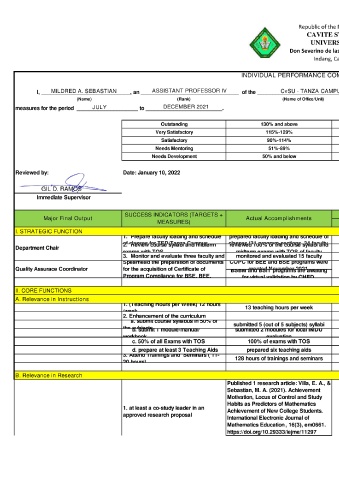 Republic of the
CAVITE
UNIVERS
Don Severino de las
Indang, Ca
INDIVIDUAL PERFORMANCE COM
I, MILDRED A. SEBASTIAN , an ASSISTANT PROFESSOR IV of the CvSU - TANZA CAMPU
(Name) (Rank) (Name of Office/Unit)
measures for the period JULY to DECEMBER 2021 .
Outstanding 130% and above
Very Satisfactory 115%-129%
Satisfactory 90%-114%
Needs Mentoring 51%-89%
Needs Development 50% and below
Reviewed by: Date: January 10, 2022
GIL D. RAMOS
Immediate Supervisor
Major Final Output SUCCESS INDICATORS (TARGETS + MEASURES) Actual Accomplishments
I. STRATEGIC FUNCTION
Department Chair
1. Prepare faculty loading and schedule
prepared faculty loading and schedule of
2. Review course syllabi and midterm
3. Monitor and evaluate three faculty and monitored and evaluated 15 faculty
Quality Assurance Coordinator
Spearhead the preparation of documents
for the acquisition of Certificate of
Program Compliance for BSE, BEE,
COPC for BEE and BSE programs were
II. CORE FUNCTIONS
A. Relevance in Instructions
1. (Teaching hours per Week) 12 hours 13 teaching hours per week
2. Enhancement of the curriculum
a. submit course syllabus in 50% of submitted 5 (out of 5 subjects) syllabi
b. submit 1 module/manual submitted 2 modules for local
c. 50% of all Exams with TOS 100% of exams with TOS
d. prepare at least 3 Teaching Aids prepared six teaching aids
3. Attend Trainings and Seminars ( 11- 128 hours of trainings and seminars
B. Relevance in Research
1. at least a co-study leader in an
approved research proposal
Published 1 research article: Villa, E. A., &
Sebastian, M. A. (2021). Achievement
Motivation, Locus of Control and Study
Habits as Predictors of Mathematics
Achievement of New College Students.
International Electronic Journal of
Mathematics Education , 16(3), em0661.
https://doi.org/10.29333/iejme/11297